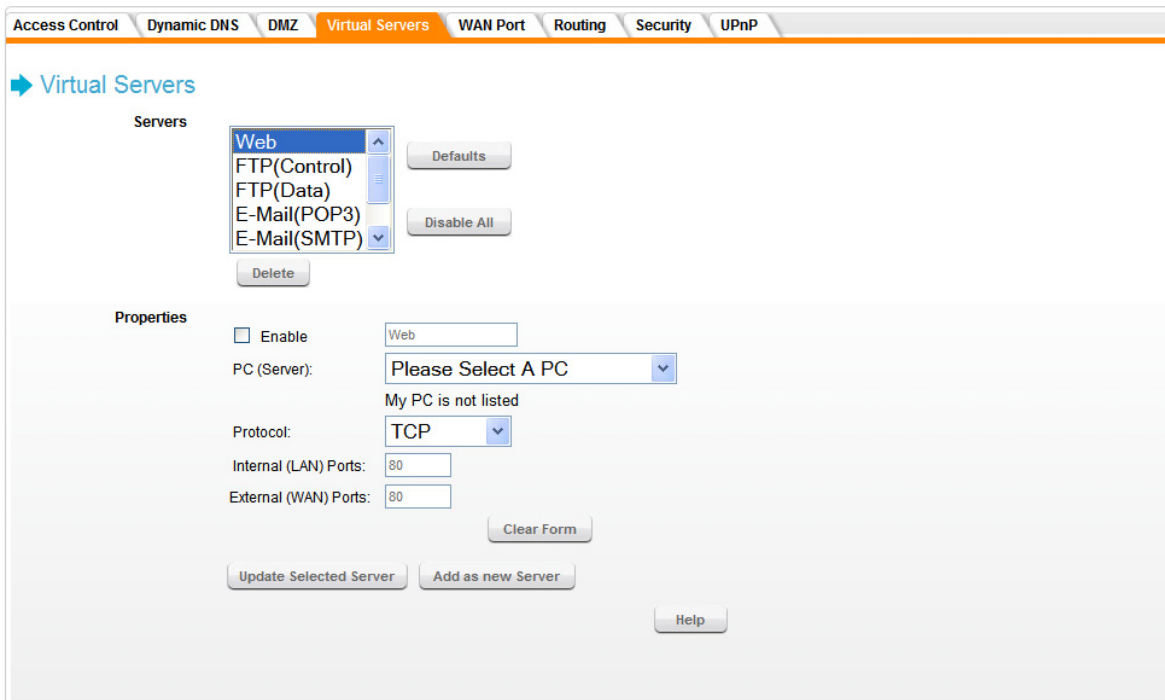 Access Control Dynamic DNS DMZ Virtual Servers WAN Port Routing Security UPnP
Virtual Servers
Servers
Web
FTP(Control)
FTP(Data)
E-Mail(POP3)
E-Mail(SMTP)
Defaults
Disable All
Delete
Properties
Enable Web
PC (Server): Please Select A PC
My PC is not listed
Protocol: TCP
Internal (LAN) Ports: 80
External (WAN) Ports: 80
Clear Form
Update Selected Server Add as new Server
Help